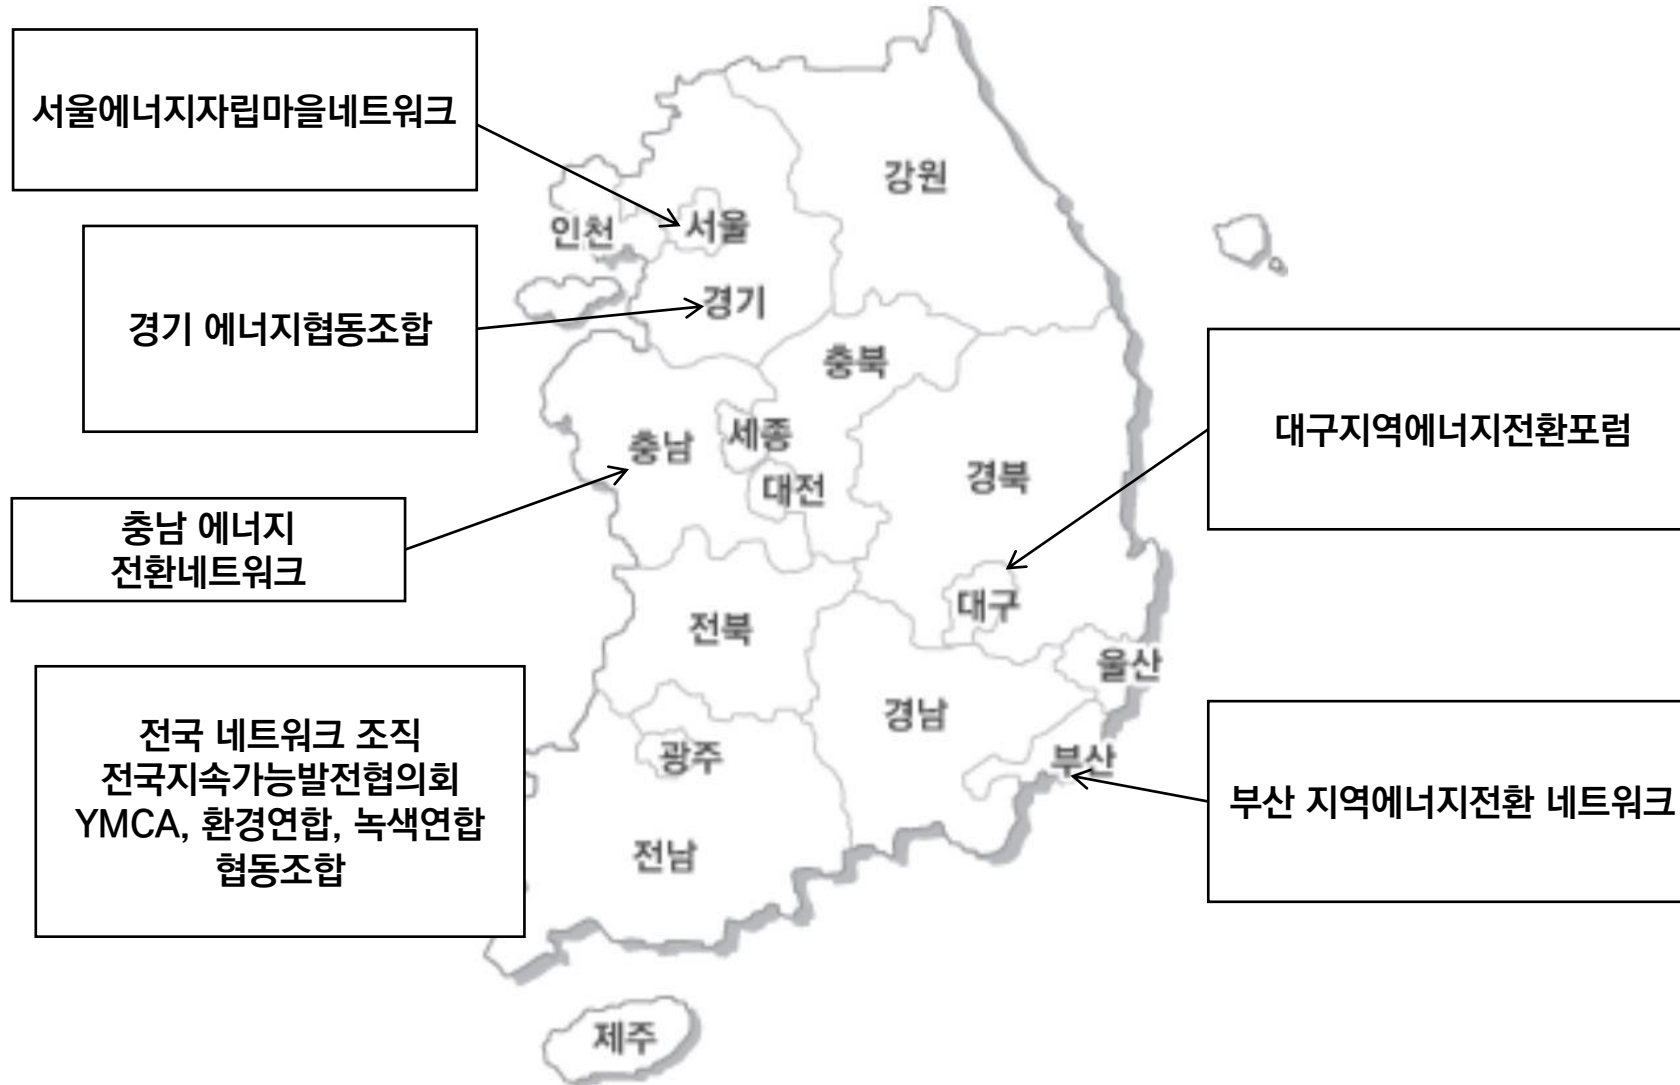 서울에너지자립마을네트워크
강원
인천
서울
경기 에너지협동조합
경기
충북
대구지역에너지전환포럼
충남
세종
대전
경북
충남 에너지
전환네트워크
대구
전북
울산
전국 네트워크 조직
전국지속가능발전협의회
YMCA, 환경연합, 녹색연합
협동조합
경남
광주
부산
부산 지역에너지전환 네트워크
전남
제주